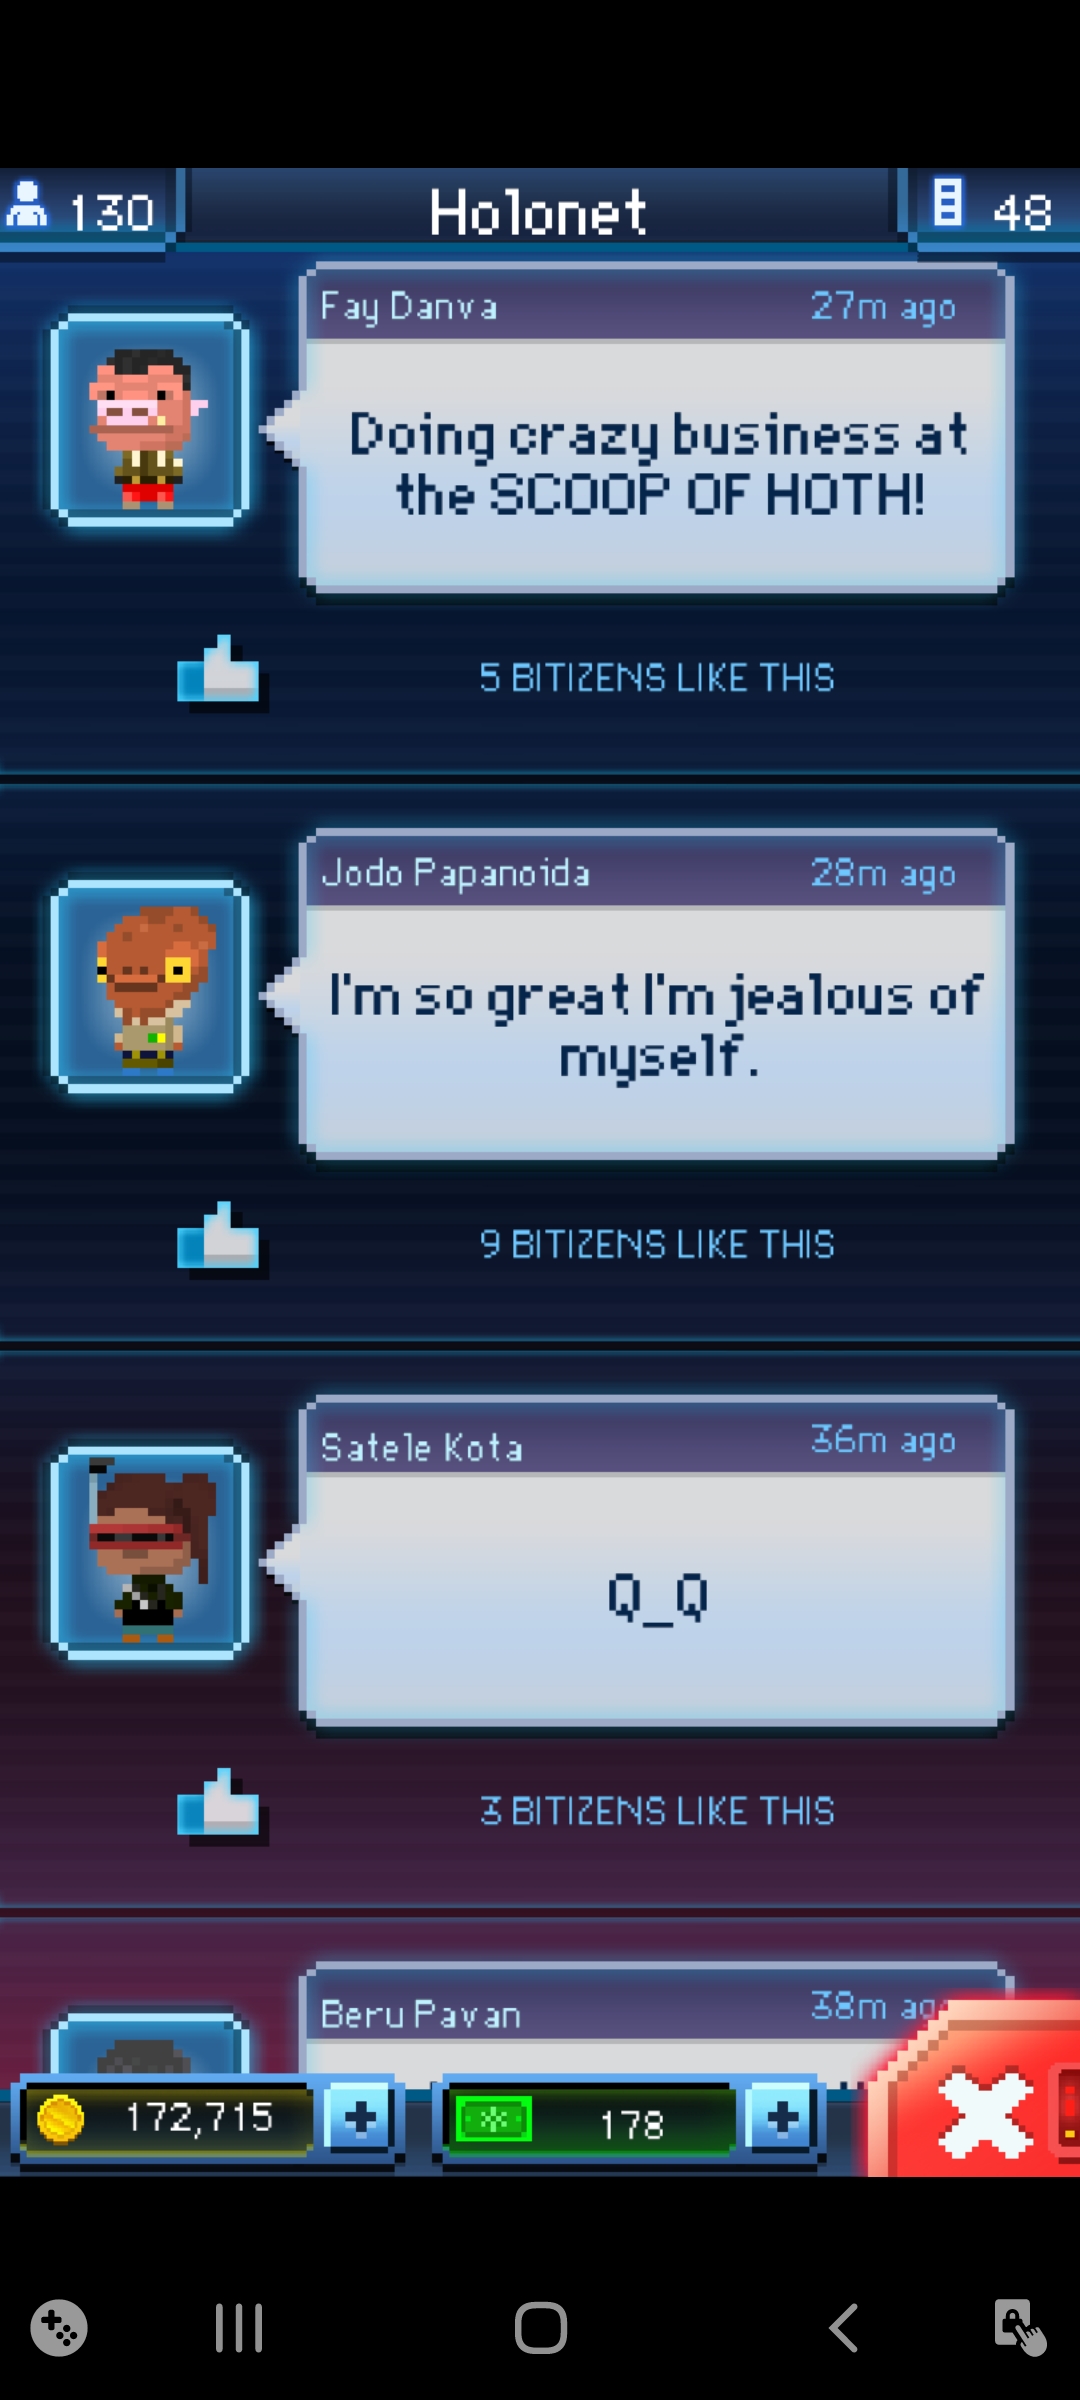 130
Holonet
48
Fay Danva
27m ago
Doing crazy business at
the SCOOP OF HOTH!
5 BITIZENS LIKE THIS
Jodo Papanoida
28m ago
I'm so great I'm jealous of
myself.
9 BITIZENS LIKE THIS
Satele Kota
36m ago
Q_Q
3 BITIZENS LIKE THIS
Beru Pavan
38m ago
172,715
178